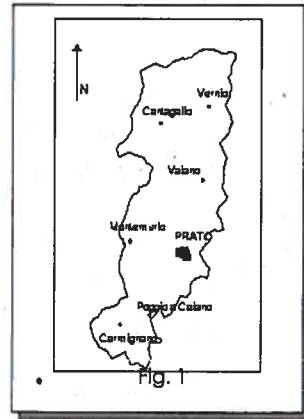 N
Vernio
Cantagallo
Vaiano
Montemurlo
PRATO
Poggio a Caiano
Carmignano
Fig. 1